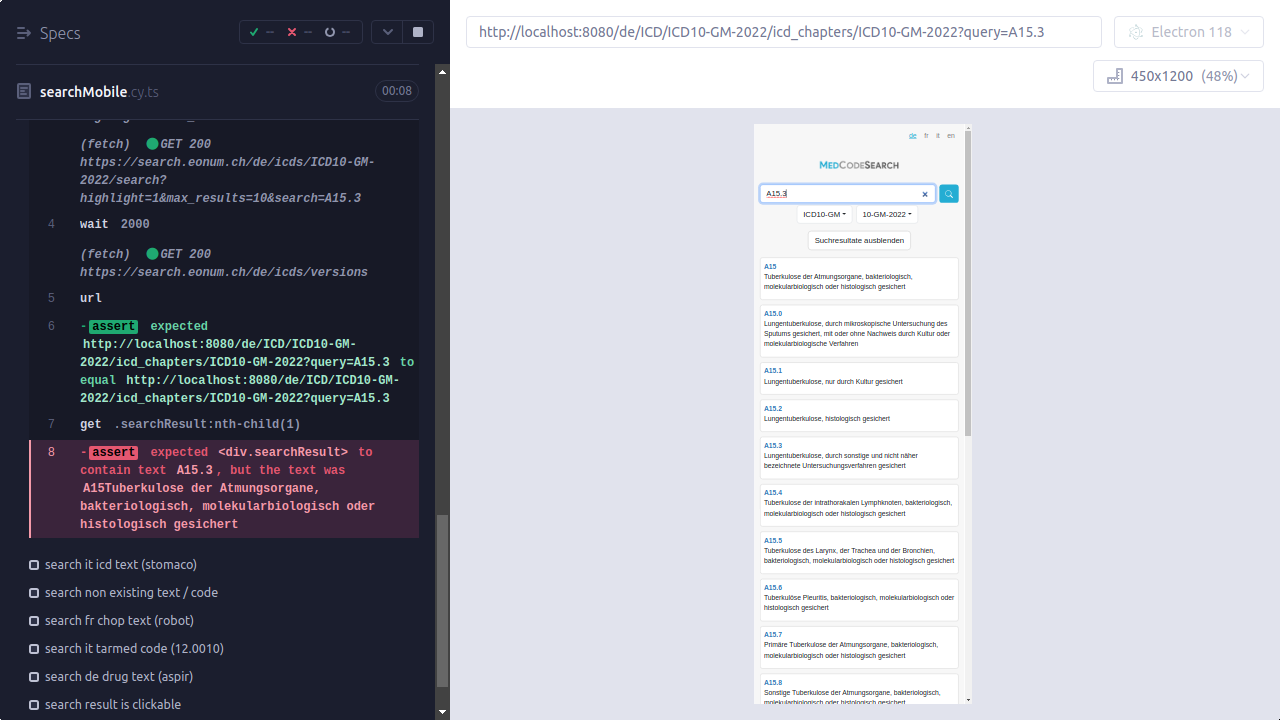 Specs
-- -- --
searchMobile.cy.ts
00:08
(fetch) GET 200
https://search.eonum.ch/de/icds/ICD10-GM-
2022/search?
highlight=1&max_results=10&search=A15.3
4 wait 2000
(fetch) GET 200
https://search.eonum.ch/de/icds/versions
5 url
6 -assert expected
http://localhost:8080/de/ICD/ICD10-GM-
2022/icd_chapters/ICD10-GM-2022?query=A15.3 to
equal http://localhost:8080/de/ICD/ICD10-GM-
2022/icd_chapters/ICD10-GM-2022?query=A15.3
7 get .searchResult:nth-child(1)
8 -assert expected <div.searchResult> to
contain text A15.3, but the text was
A15Tuberkulose der Atmungsorgane,
bakteriologisch, molekularbiologisch oder
histologisch gesichert
search it icd text (stomaco)
search non existing text / code
search fr chop text (robot)
search it tarmed code (12.0010)
search de drug text (aspir)
search result is clickable
http://localhost:8080/de/ICD/ICD10-GM-2022/icd_chapters/ICD10-GM-2022?query=A15.3
Electron 118
450x1200 (48%)
de fr it en
MEDCODESEARCH
A15.3
ICD10-GM 10-GM-2022
Suchresultate ausblenden
A15
Tuberkulose der Atmungsorgane, bakteriologisch,
molekularbiologisch oder histologisch gesichert
A15.0
Lungentuberkulose, durch mikroskopische Untersuchung des
Sputums gesichert, mit oder ohne Nachweis durch Kultur oder
molekularbiologische Verfahren
A15.1
Lungentuberkulose, nur durch Kultur gesichert
A15.2
Lungentuberkulose, histologisch gesichert
A15.3
Lungentuberkulose, durch sonstige und nicht näher
bezeichnete Untersuchungsverfahren gesichert
A15.4
Tuberkulose der intrathorakalen Lymphknoten, bakteriologisch,
molekularbiologisch oder histologisch gesichert
A15.5
Tuberkulose des Larynx, der Trachea und der Bronchien,
bakteriologisch, molekularbiologisch oder histologisch gesichert
A15.6
Tuberkulöse Pleuritis, bakteriologisch, molekularbiologisch oder
histologisch gesichert
A15.7
Primäre Tuberkulose der Atmungsorgane, bakteriologisch,
molekularbiologisch oder histologisch gesichert
A15.8
Sonstige Tuberkulose der Atmungsorgane, bakteriologisch,
molekularbiologisch oder histologisch gesichert